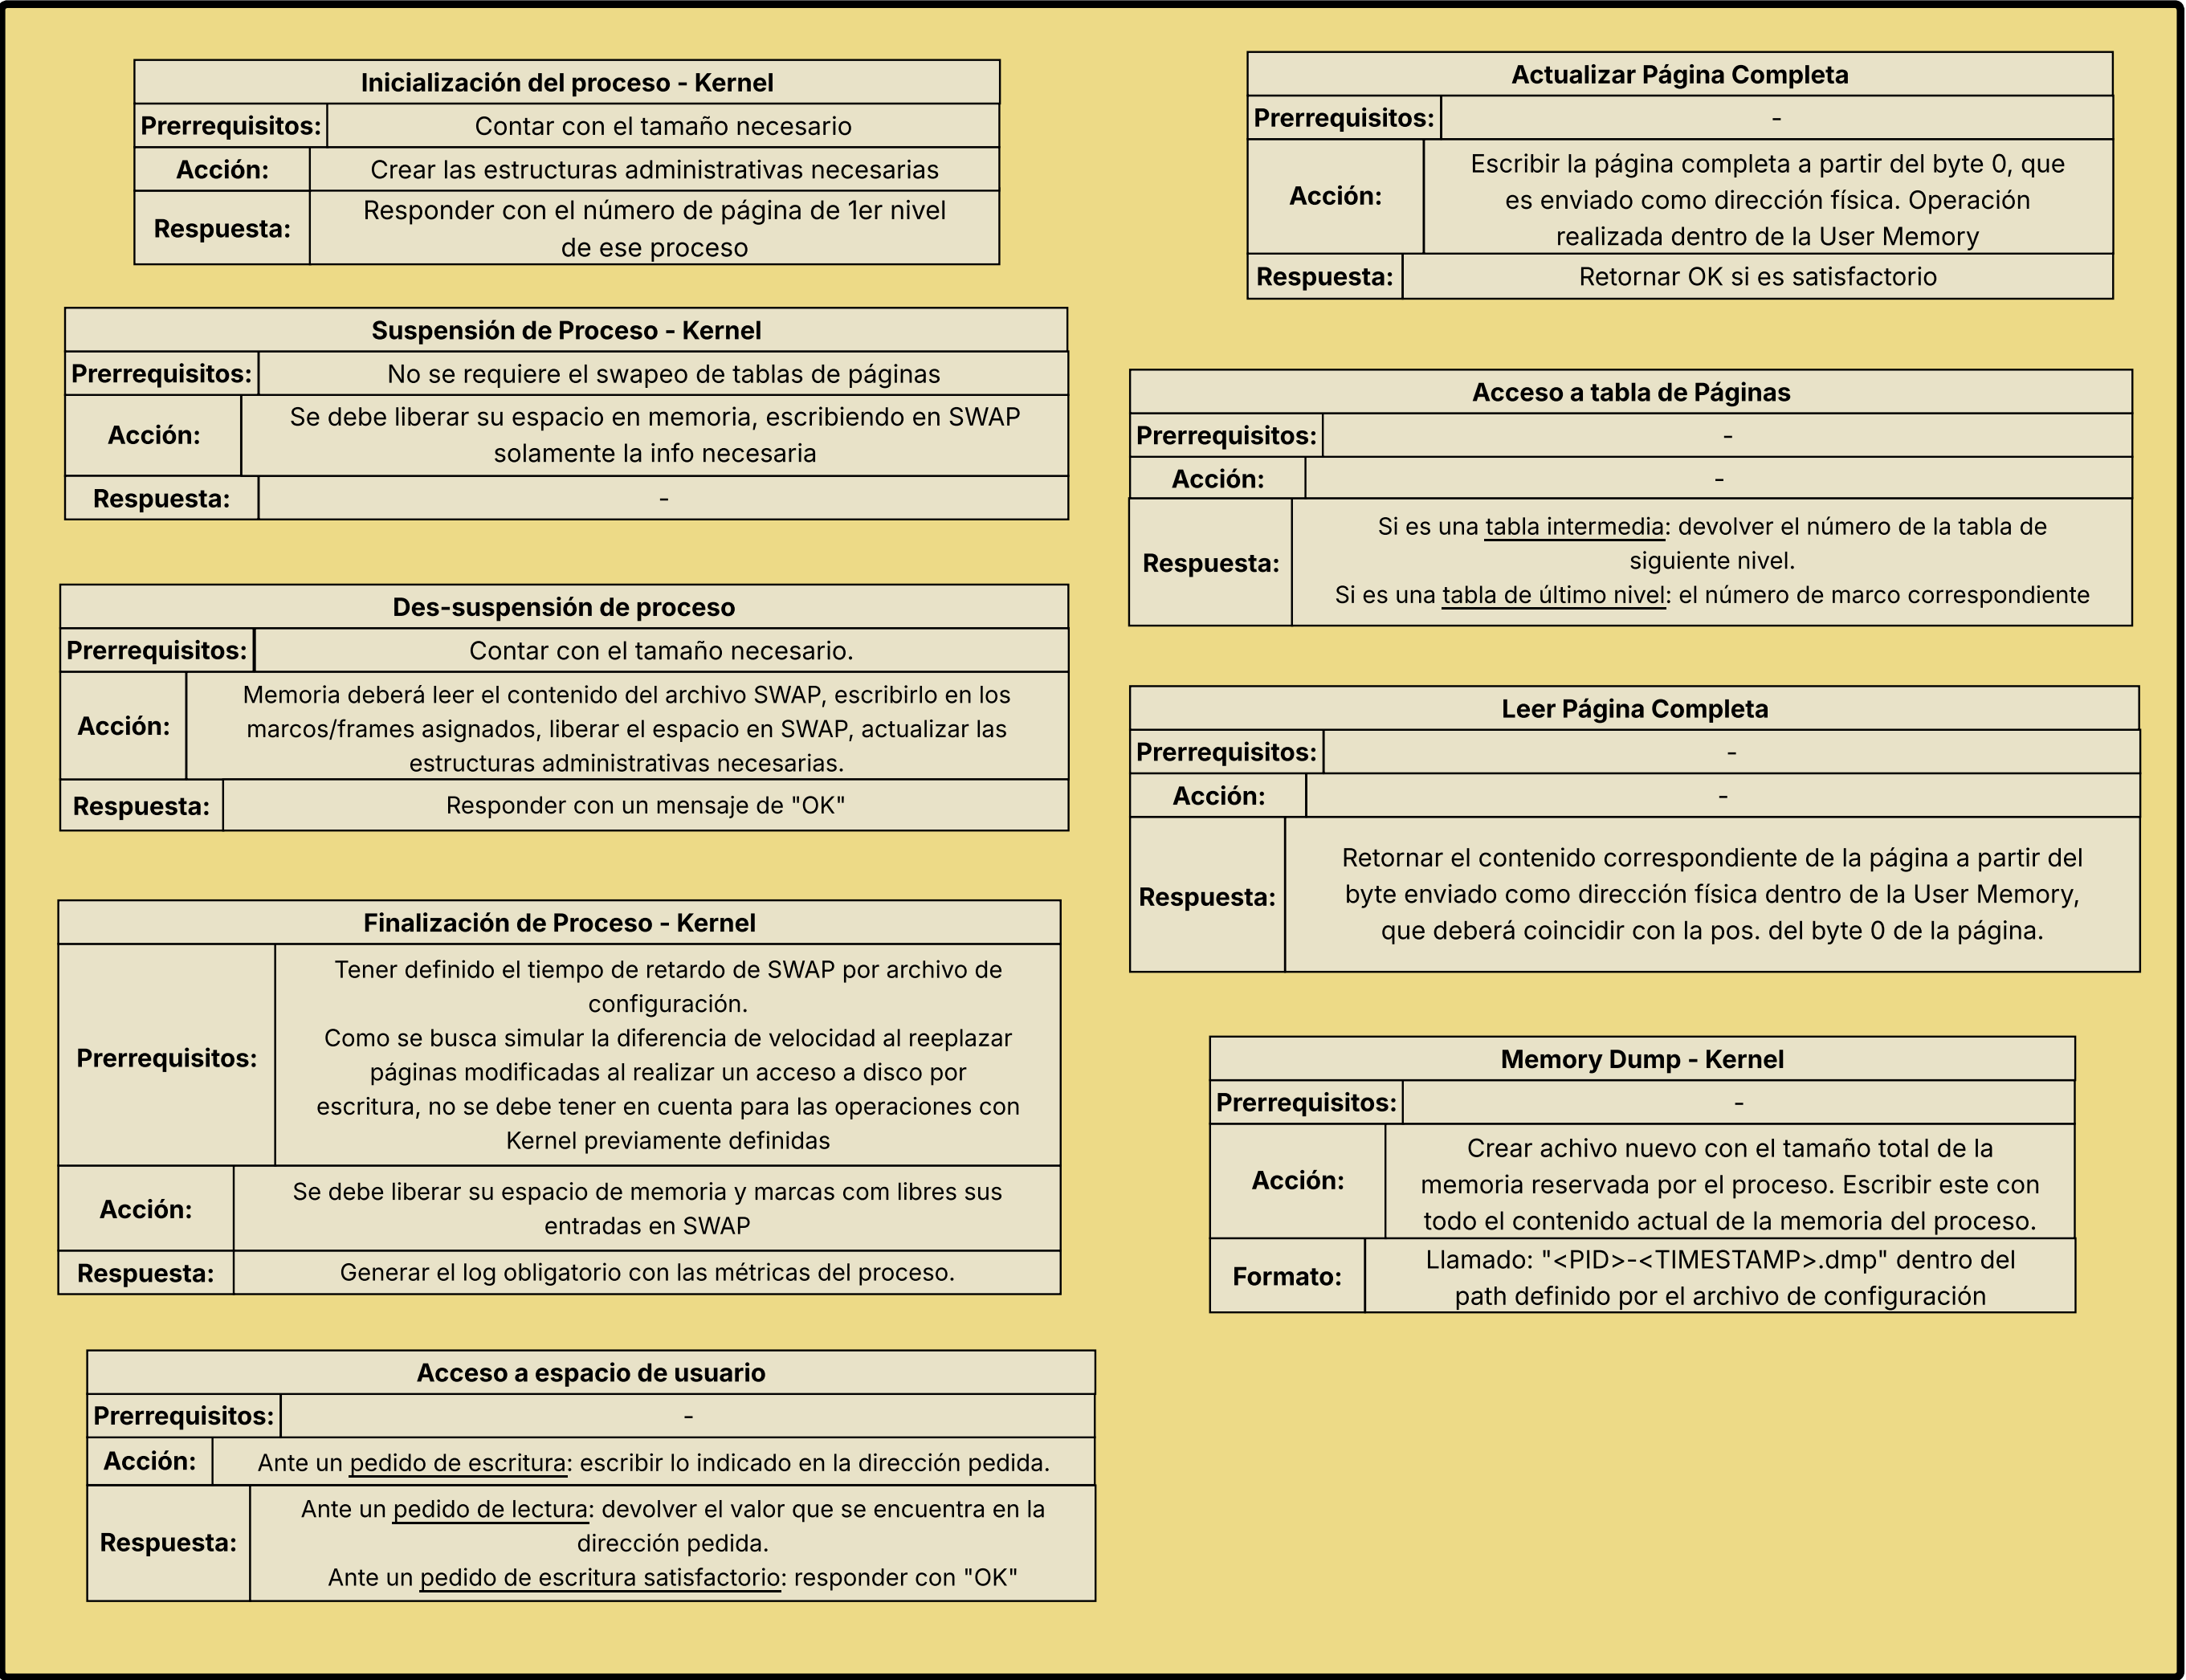 Inicialización del proceso - Kernel
Prerrequisitos: Contar con el tamaño necesario
Acción: Crear las estructuras administrativas necesarias
Respuesta: Responder con el número de página de 1er nivel
de ese proceso
Suspensión de Proceso - Kernel
Prerrequisitos: No se requiere el swapeo de tablas de páginas
Acción: Se debe liberar su espacio en memoria, escribiendo en SWAP
solamente la info necesaria
Respuesta: -
Des-suspensión de proceso
Prerrequisitos: Contar con el tamaño necesario.
Acción: Memoria deberá leer el contenido del archivo SWAP, escribirlo en los
marcos/frames asignados, liberar el espacio en SWAP, actualizar las
estructuras administrativas necesarias.
Respuesta: Responder con un mensaje de "OK"
Finalización de Proceso - Kernel
Prerrequisitos: Tener definido el tiempo de retardo de SWAP por archivo de
configuración.
Como se busca simular la diferencia de velocidad al reeplazar
páginas modificadas al realizar un acceso a disco por
escritura, no se debe tener en cuenta para las operaciones con
Kernel previamente definidas
Acción: Se debe liberar su espacio de memoria y marcas com libres sus
entradas en SWAP
Respuesta: Generar el log obligatorio con las métricas del proceso.
Acceso a espacio de usuario
Prerrequisitos: -
Acción: Ante un pedido de escritura: escribir lo indicado en la dirección pedida.
Respuesta: Ante un pedido de lectura: devolver el valor que se encuentra en la
dirección pedida.
Ante un pedido de escritura satisfactorio: responder con "OK"
Actualizar Página Completa
Prerrequisitos: -
Acción: Escribir la página completa a partir del byte 0, que
es enviado como dirección física. Operación
realizada dentro de la User Memory
Respuesta: Retornar OK si es satisfactorio
Acceso a tabla de Páginas
Prerrequisitos: -
Acción: -
Respuesta: Si es una tabla intermedia: devolver el número de la tabla de
siguiente nivel.
Si es una tabla de último nivel: el número de marco correspondiente
Leer Página Completa
Prerrequisitos: -
Acción: -
Respuesta: Retornar el contenido correspondiente de la página a partir del
byte enviado como dirección física dentro de la User Memory,
que deberá coincidir con la pos. del byte 0 de la página.
Memory Dump - Kernel
Prerrequisitos: -
Acción: Crear achivo nuevo con el tamaño total de la
memoria reservada por el proceso. Escribir este con
todo el contenido actual de la memoria del proceso.
Formato: Llamado: "<PID>-<TIMESTAMP>.dmp" dentro del
path definido por el archivo de configuración